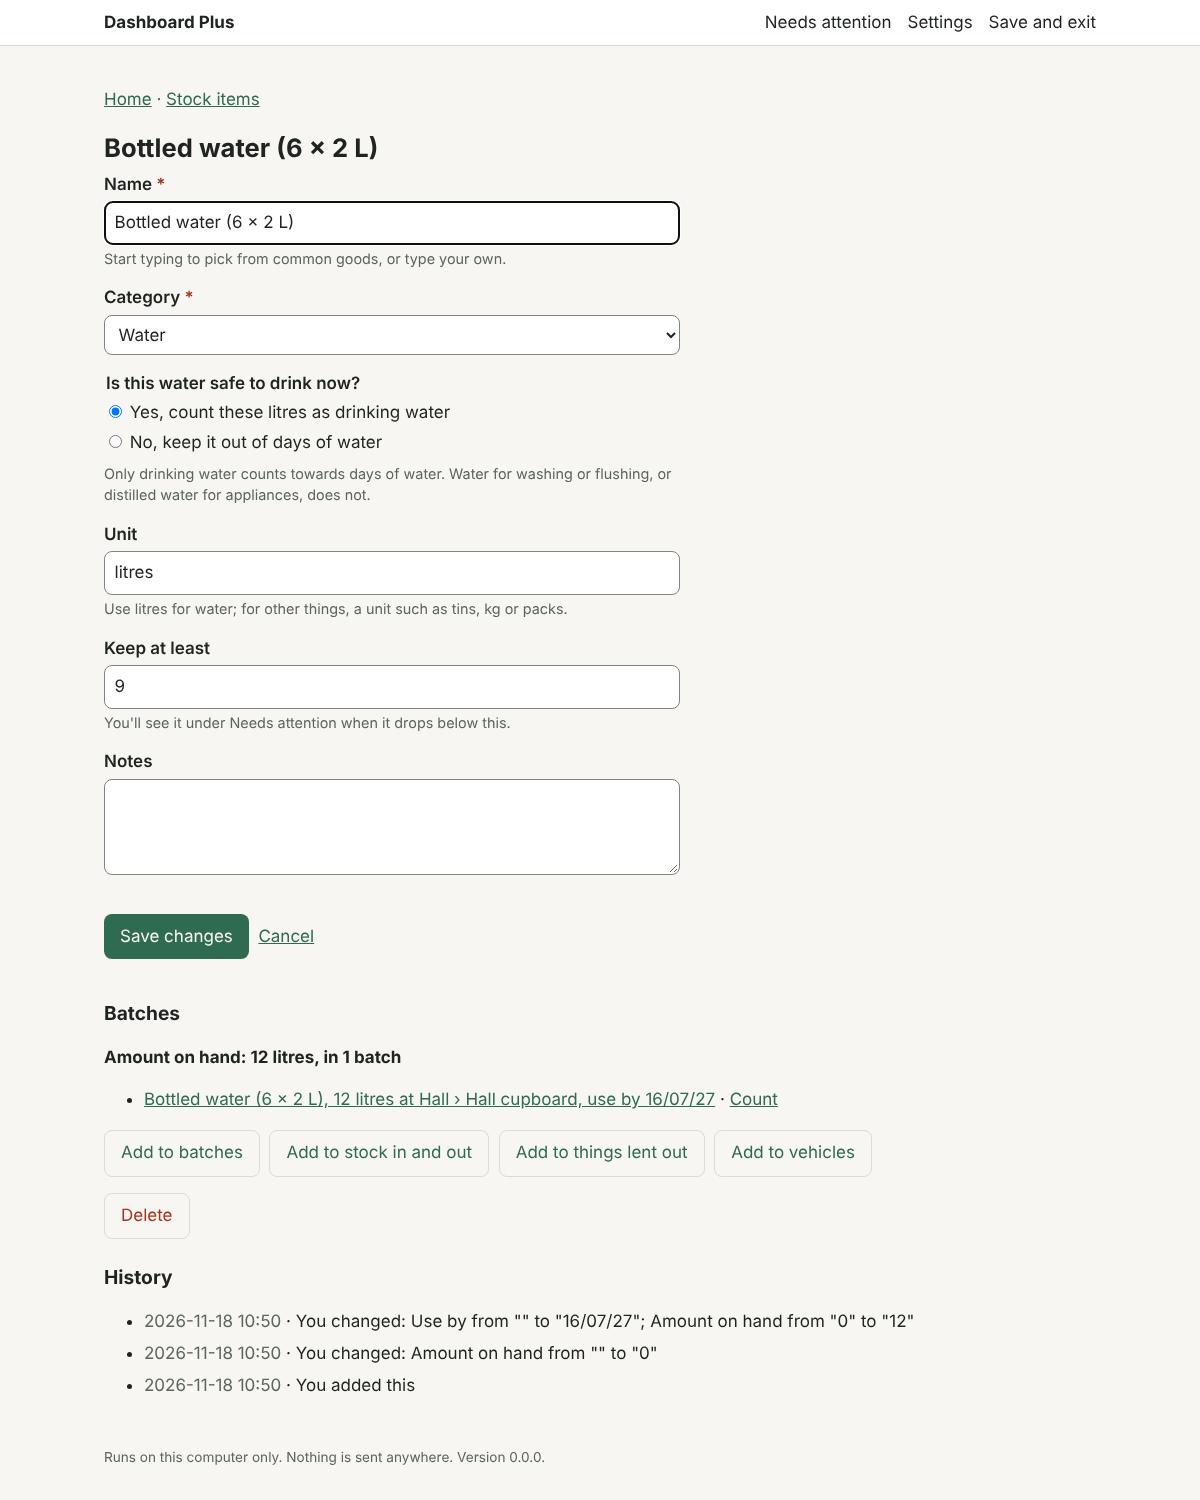 Dashboard Plus
Needs attention Settings Save and exit
Home · Stock items
Bottled water (6 × 2 L)
Name *
Bottled water (6 × 2 L)
Start typing to pick from common goods, or type your own.
Category *
Water
Is this water safe to drink now?
Yes, count these litres as drinking water
No, keep it out of days of water
Only drinking water counts towards days of water. Water for washing or flushing, or
distilled water for appliances, does not.
Unit
litres
Use litres for water; for other things, a unit such as tins, kg or packs.
Keep at least
9
You'll see it under Needs attention when it drops below this.
Notes
Save changes Cancel
Batches
Amount on hand: 12 litres, in 1 batch
Bottled water (6 × 2 L), 12 litres at Hall › Hall cupboard, use by 16/07/27 · Count
Add to batches Add to stock in and out Add to things lent out Add to vehicles
Delete
History
2026-11-18 10:50 · You changed: Use by from "" to "16/07/27"; Amount on hand from "0" to "12"
2026-11-18 10:50 · You changed: Amount on hand from "" to "0"
2026-11-18 10:50 · You added this
Runs on this computer only. Nothing is sent anywhere. Version 0.0.0.